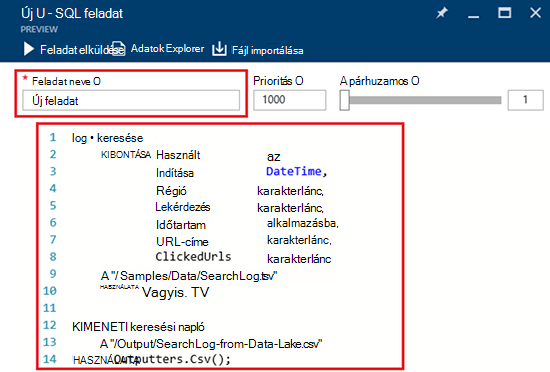 Új U - SQL feladat
PREVIEW
Feladat elküldése Adatok Explorer Fájl importálása
* Feladat neve O Prioritás O A párhuzamos O
Új feladat 1000 1
1 log • keresése
2 KIBONTÁSA Használt az
3 Indítása DateTime,
4 Régió karakterlánc,
5 Lekérdezés karakterlánc,
6 Időtartam alkalmazásba,
7 URL-címe karakterlánc,
8 ClickedUrls karakterlánc
9 A "/ Samples/Data/SearchLog.tsv"
10 HASZNÁLATA Vagyis. TV
11
12 KIMENETI keresési napló
13 A "/Output/SearchLog-from-Data-Lake.csv"
14 HASZNÁLATA Outputters.Csv();